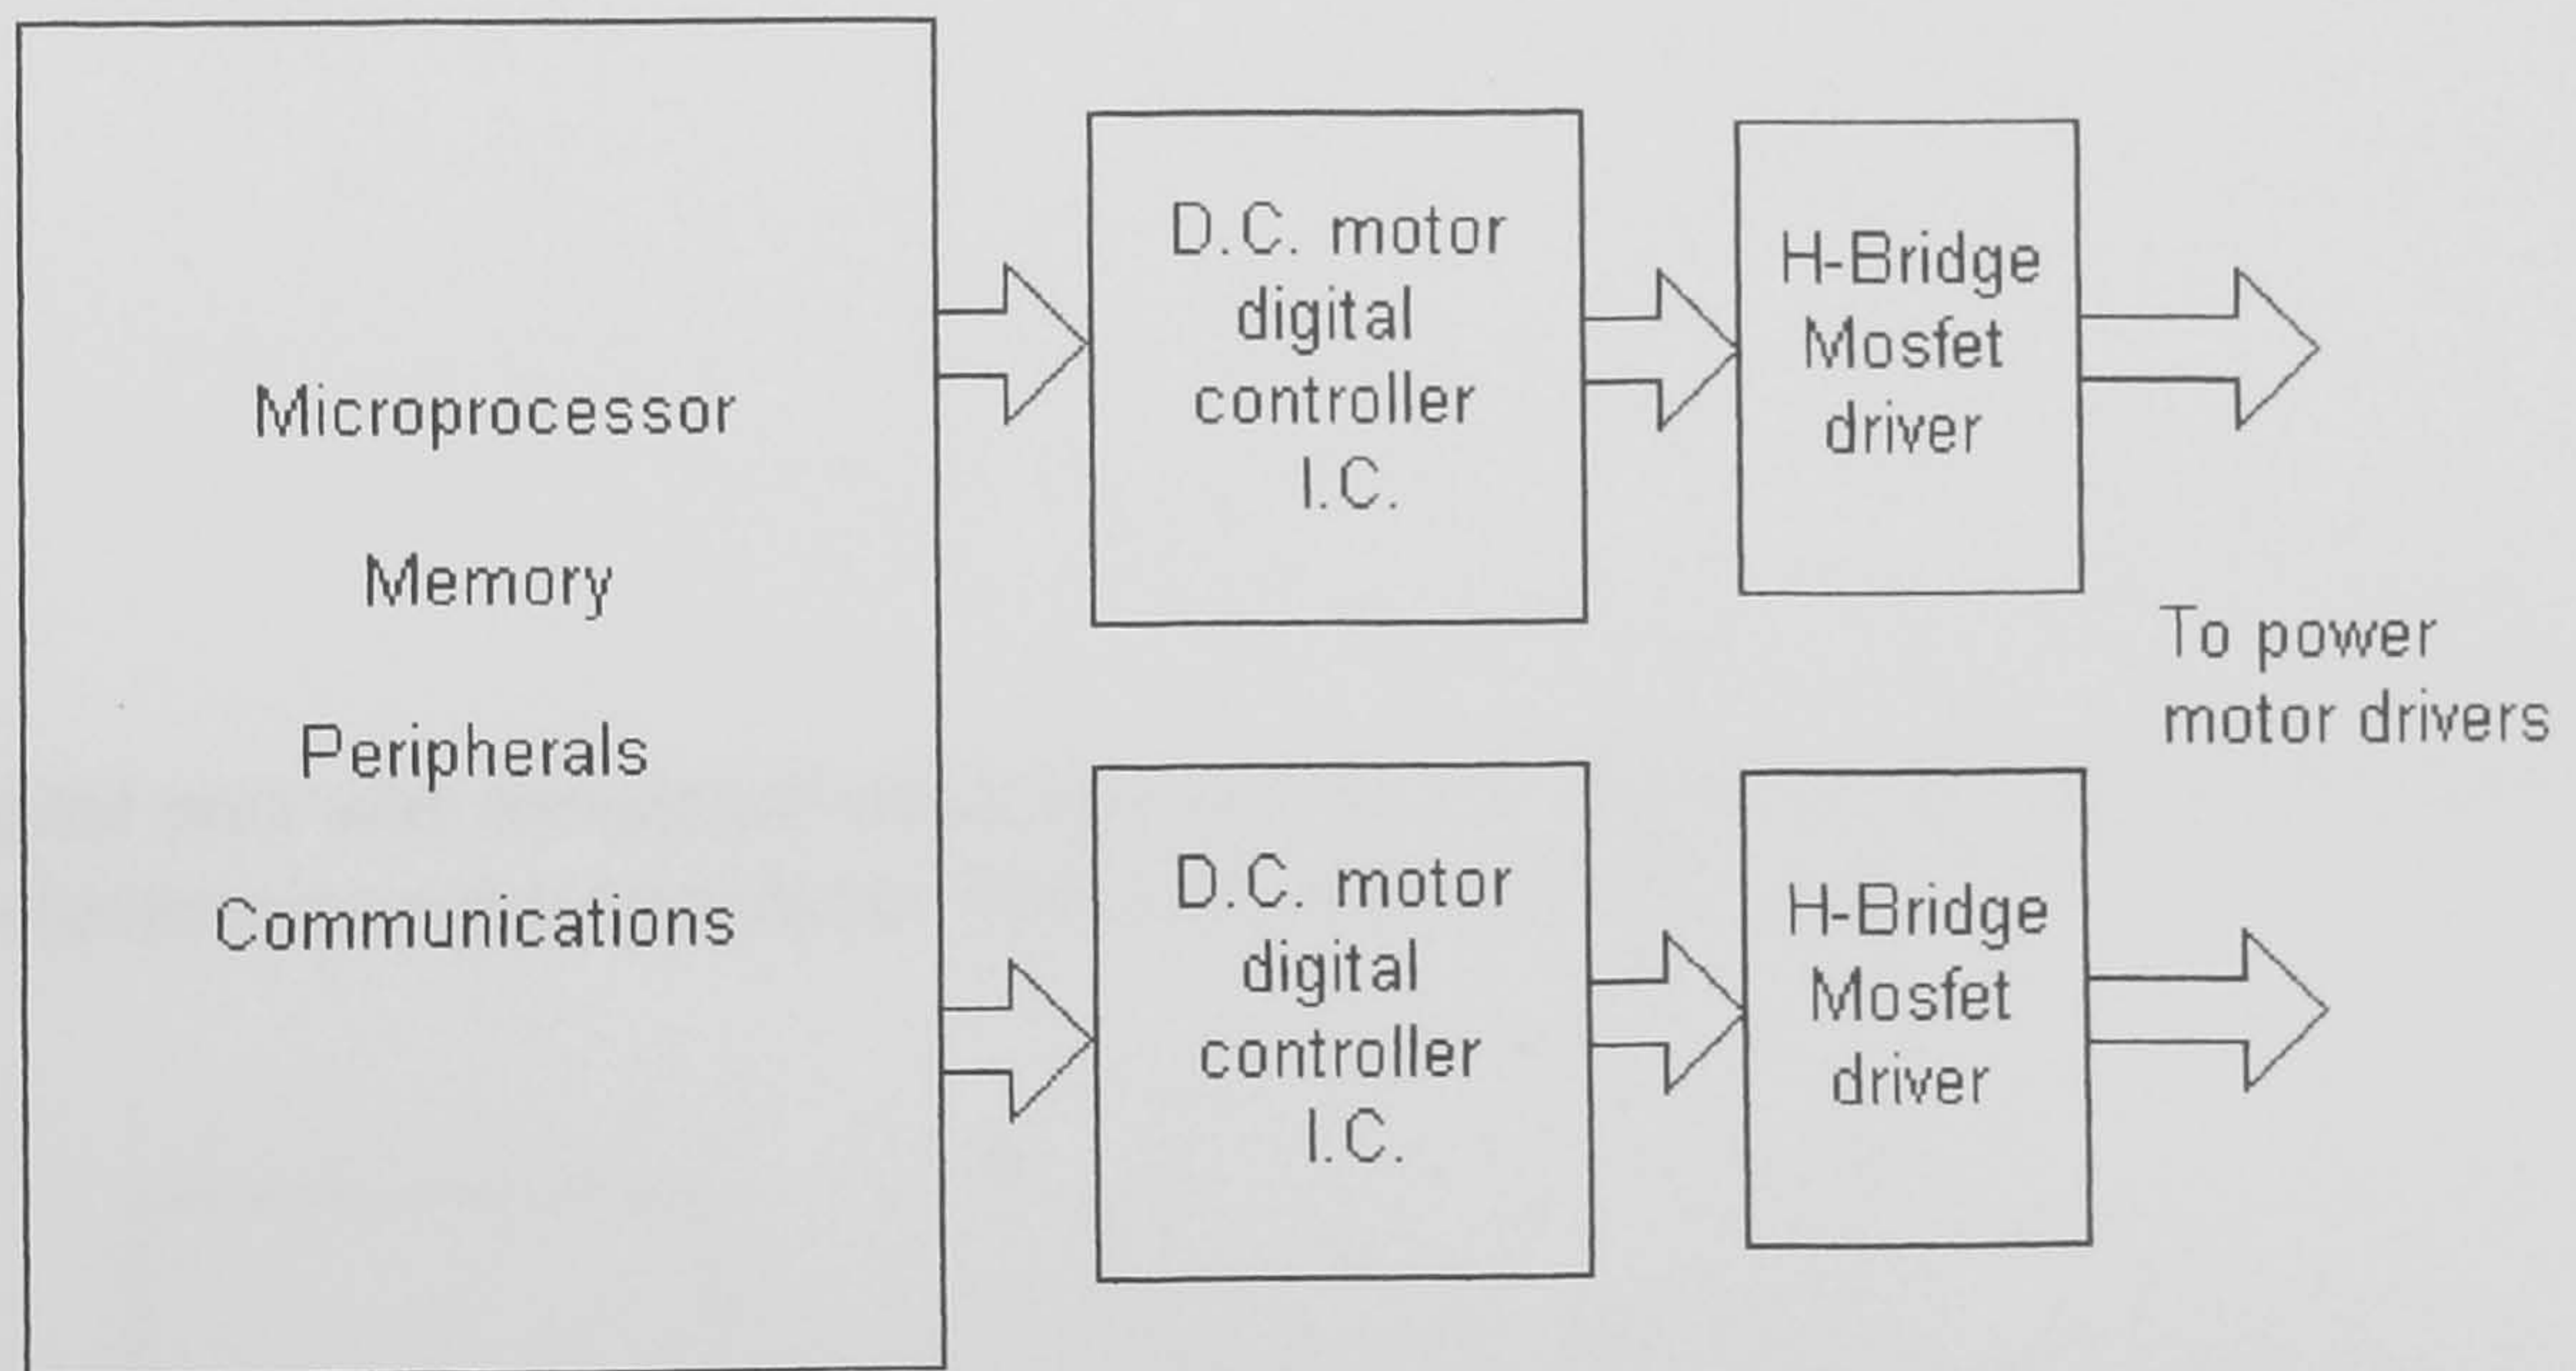 Microprocessor
Memory
Peripherals
Communications
D.C. motor
digital
controller
I.C.
H-Bridge
Mosfet
driver
To power
motor drivers
D.C. motor
digital
controller
I.C.
H-Bridge
Mosfet
driver